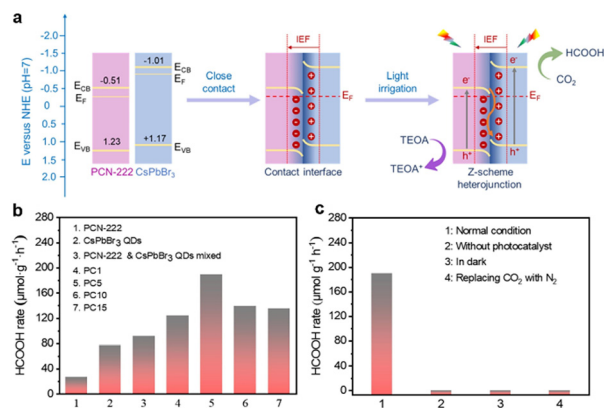 a
E versus NHE (pH=7)
-2.0
-1.5
-1.0
-0.5
0
0.5
1.0
1.5
2.0
-1.01
ECB
EF
-0.51
ECB
EF
1.23
+1.17
EVB
EVB
PCN-222 CsPbBr3
Close
contact
IEF
EF
Contact interface
Light
irrigation
TEOA
TEOA+
IEF
e-
e-
EF
h+
h+
Z-scheme
heterojunction
HCOOH
CO2
b
HCOOH rate (μmol·g-1·h-1)
280
240
200
160
120
80
40
0
1. PCN-222
2. CsPbBr3 QDs
3. PCN-222 & CsPbBr3 QDs mixed
4. PC1
5. PC5
6. PC10
7. PC15
1 2 3 4 5 6 7
c
HCOOH rate (μmol g-1 h-1)
280
240
200
160
120
80
40
0
1: Normal condition
2: Without photocatalyst
3: In dark
4: Replacing CO2 with N2
1 2 3 4